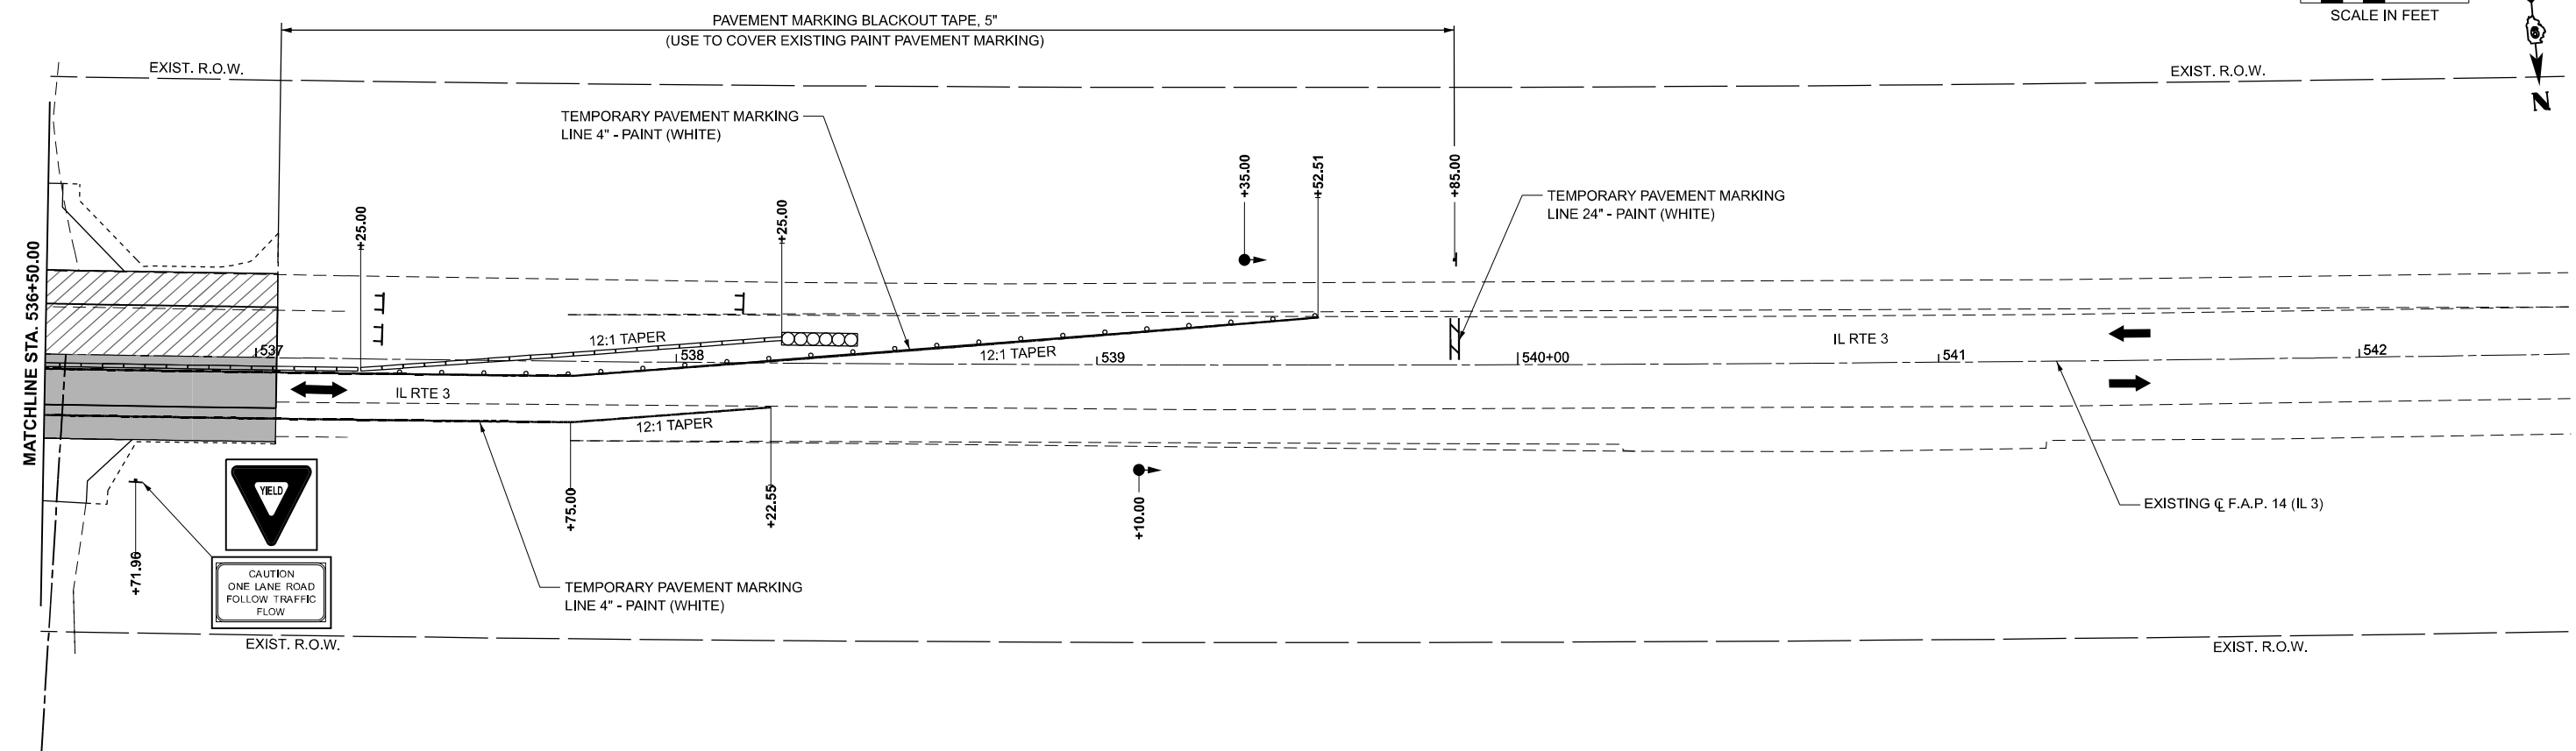 PAVEMENT MARKING BLACKOUT TAPE, 5"
(USE TO COVER EXISTING PAINT PAVEMENT MARKING)
SCALE IN FEET
N
EXIST. R.O.W.
EXIST. R.O.W.
TEMPORARY PAVEMENT MARKING
LINE 4" - PAINT (WHITE)
+25.00
+25.00
+35.00
+52.51
+85.00
TEMPORARY PAVEMENT MARKING
LINE 24" - PAINT (WHITE)
MATCHLINE STA. 536+50.00
537
12:1 TAPER
538
12:1 TAPER
539
540+00
IL RTE 3
541
542
IL RTE 3
12:1 TAPER
YIELD
+71.90
CAUTION
ONE LANE ROAD
FOLLOW TRAFFIC
FLOW
+75.00
+22.55
+10.00
EXISTING ℄ F.A.P. 14 (IL 3)
TEMPORARY PAVEMENT MARKING
LINE 4" - PAINT (WHITE)
EXIST. R.O.W.
EXIST. R.O.W.